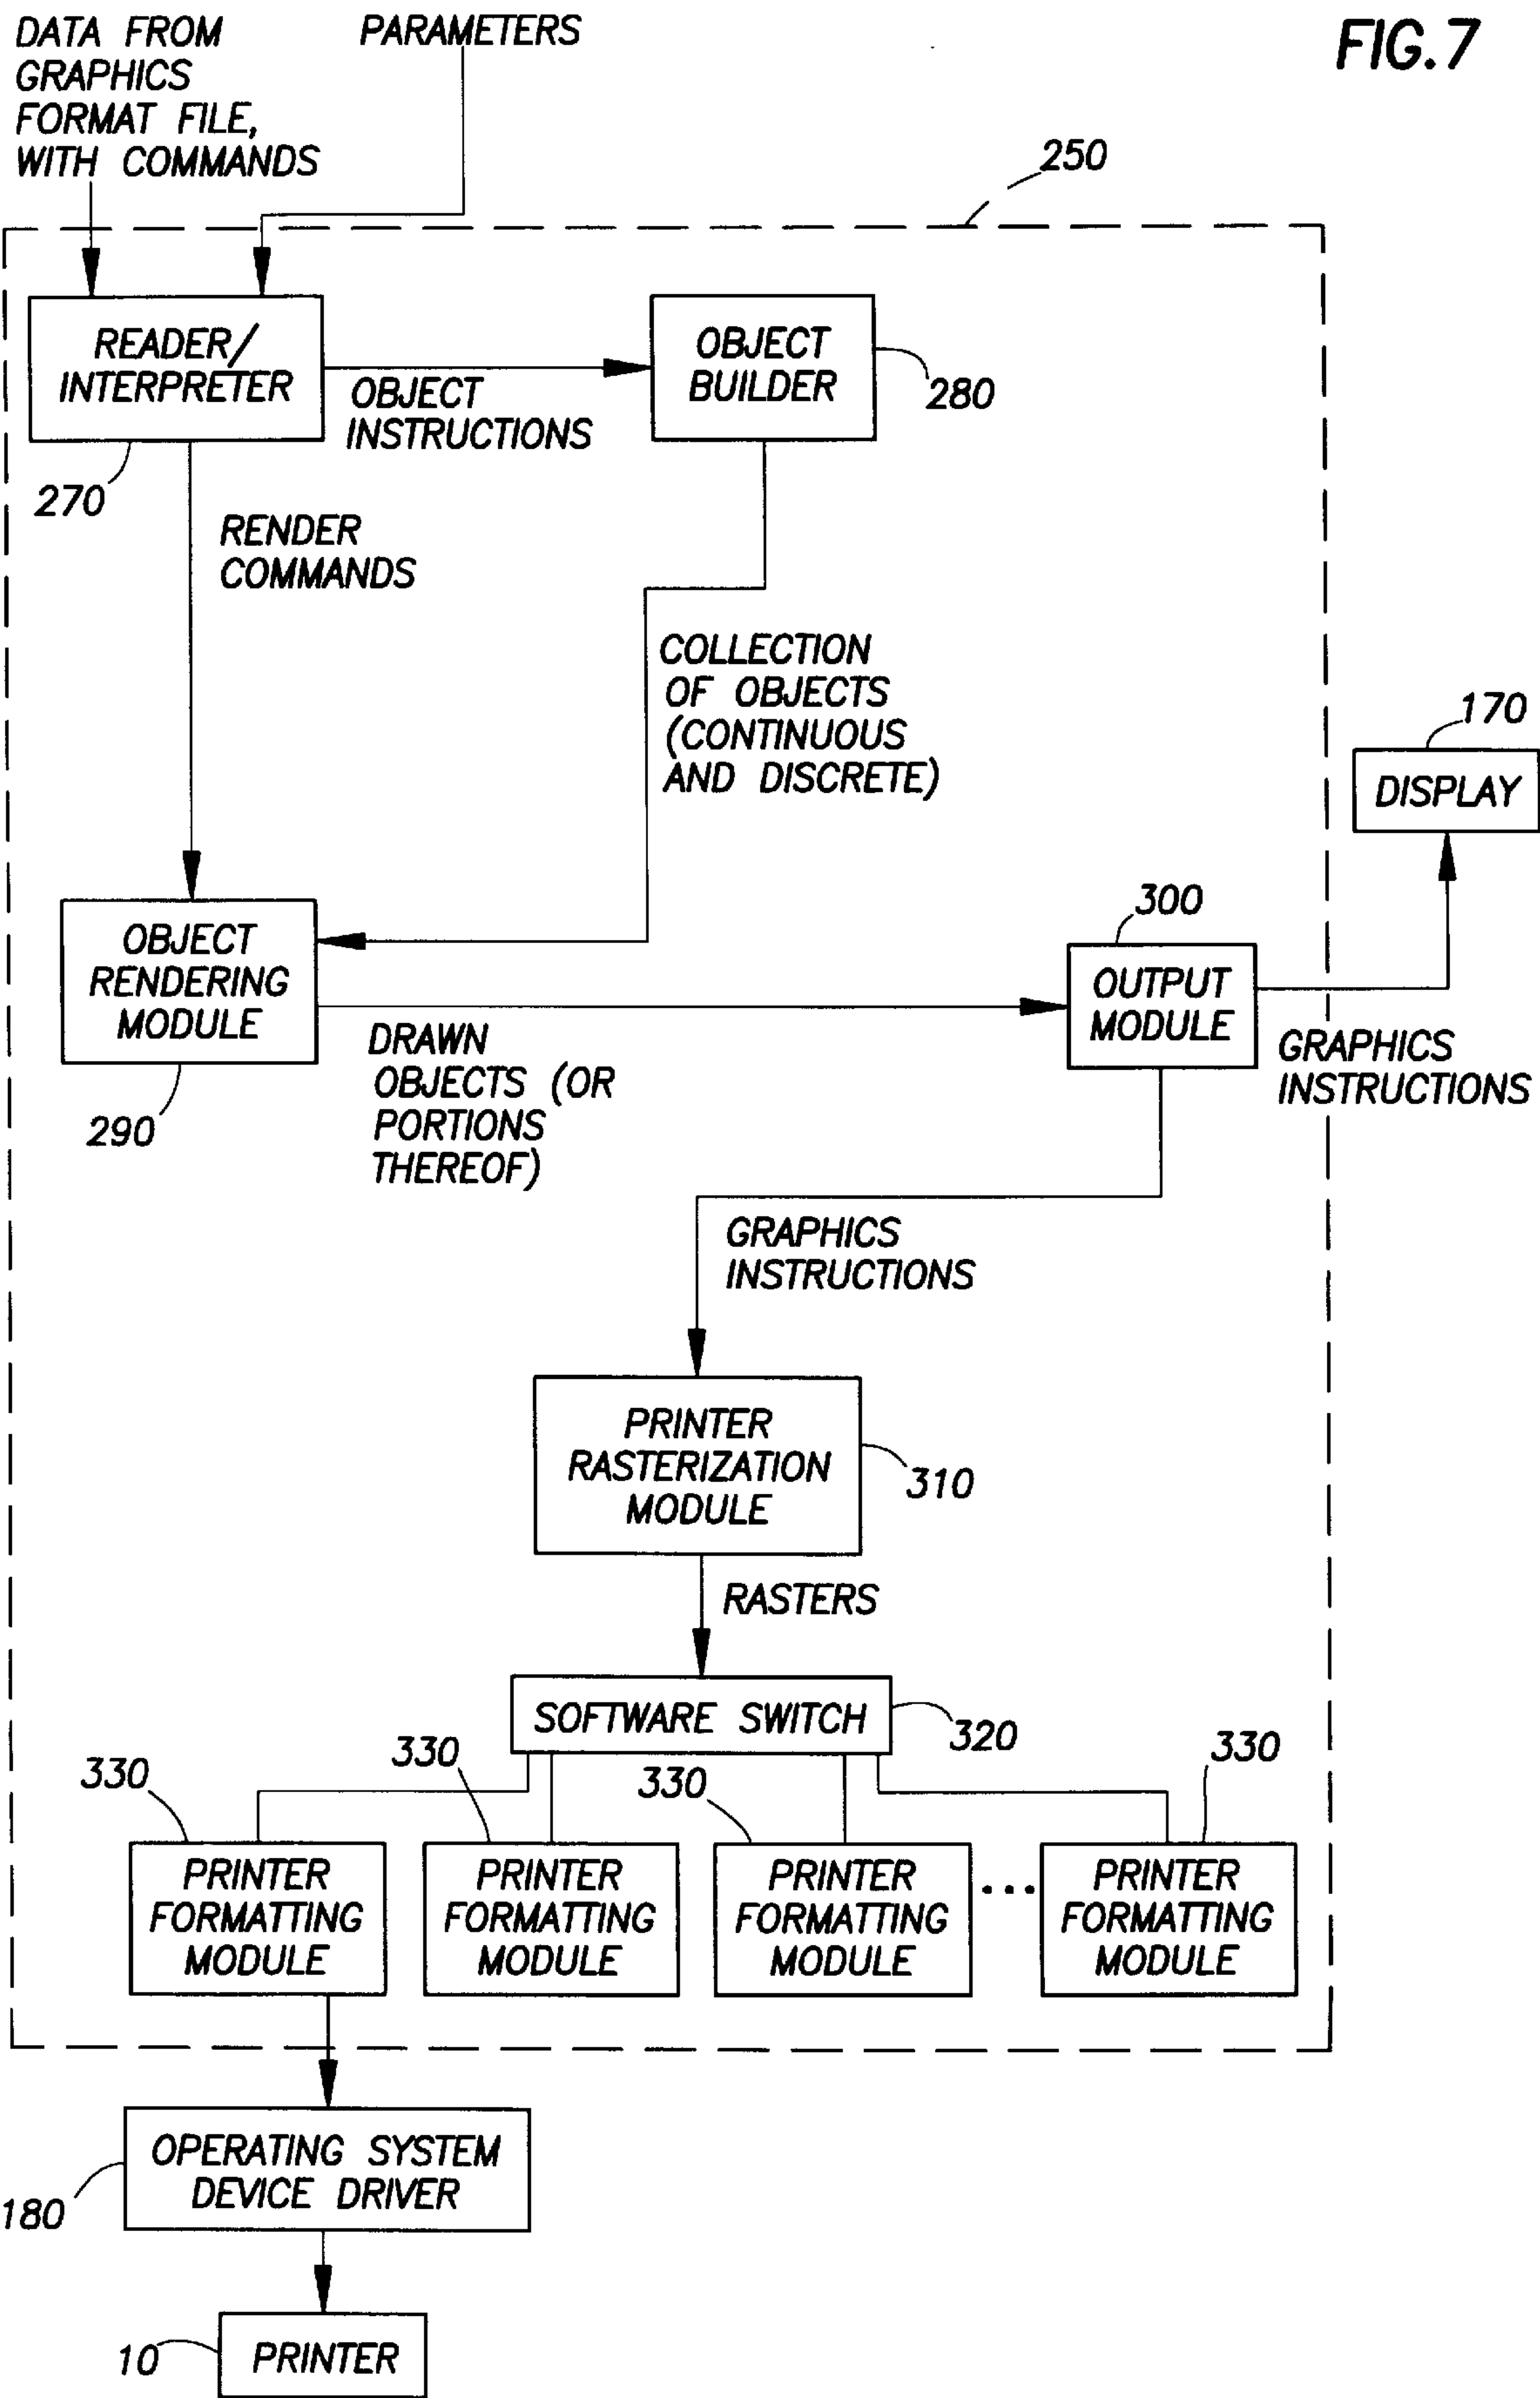 DATA FROM
GRAPHICS
FORMAT FILE,
WITH COMMANDS
PARAMETERS
FIG.7
250
READER/
INTERPRETER
270
OBJECT
INSTRUCTIONS
OBJECT
BUILDER
280
RENDER
COMMANDS
COLLECTION
OF OBJECTS
(CONTINUOUS
AND DISCRETE)
170
DISPLAY
OBJECT
RENDERING
MODULE
290
DRAWN
OBJECTS (OR
PORTIONS
THEREOF)
300
OUTPUT
MODULE
GRAPHICS
INSTRUCTIONS
GRAPHICS
INSTRUCTIONS
PRINTER
RASTERIZATION
MODULE
310
RASTERS
SOFTWARE SWITCH
320
330
330
330
330
PRINTER
FORMATTING
MODULE
PRINTER
FORMATTING
MODULE
PRINTER
FORMATTING
MODULE
...
PRINTER
FORMATTING
MODULE
OPERATING SYSTEM
DEVICE DRIVER
180
PRINTER
10